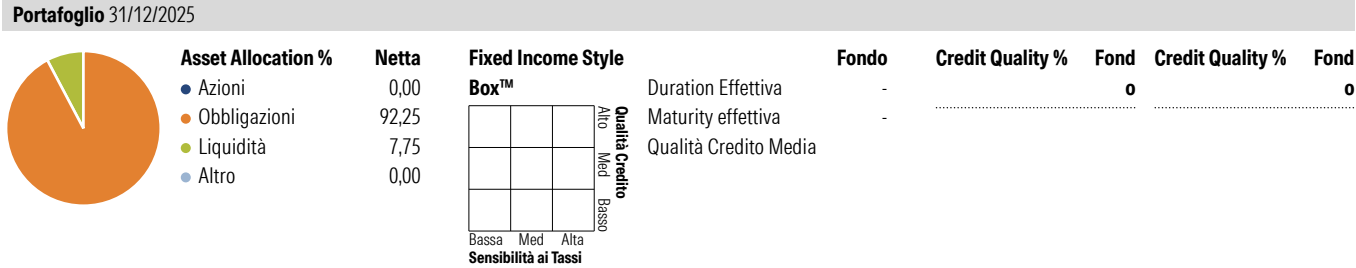 Portafoglio 31/12/2025
Asset Allocation % Netta
Azioni 0,00
Obbligazioni 92,25
Liquidità 7,75
Altro 0,00
Fixed Income Style
Box™
Alto Med Basso
Qualità Credito
Bassa Med Alta
Sensibilità ai Tassi
Fondo
Duration Effettiva -
Maturity effettiva -
Qualità Credito Media
Credit Quality % Fond
o
Credit Quality % Fond
o